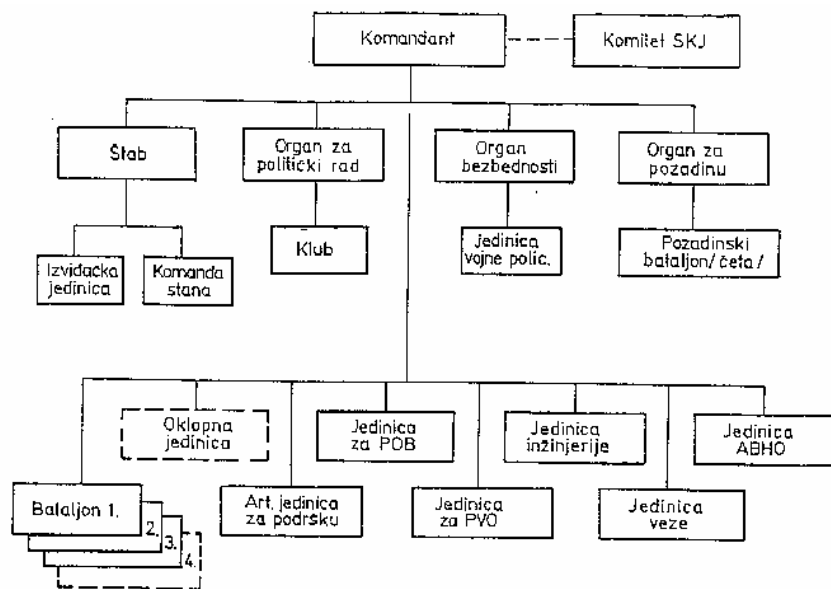 Komandant
Komitet SKJ
Štab
Organ za
politički rad
Organ
bezbednosti
Organ za
pozadinu
Izviđačka
jedinica
Komanda
stana
Klub
Jedinica
vojne polic.
Pozadinski
bataljon/četa/
Oklopna
jedinica
Jedinica
za POB
Jedinica
inžinjerije
Jedinica
ABHO
Bataljon 1.
2.
3.
4.
Art. jedinica
za podršku
Jedinica
za PVO
Jedinica
veze